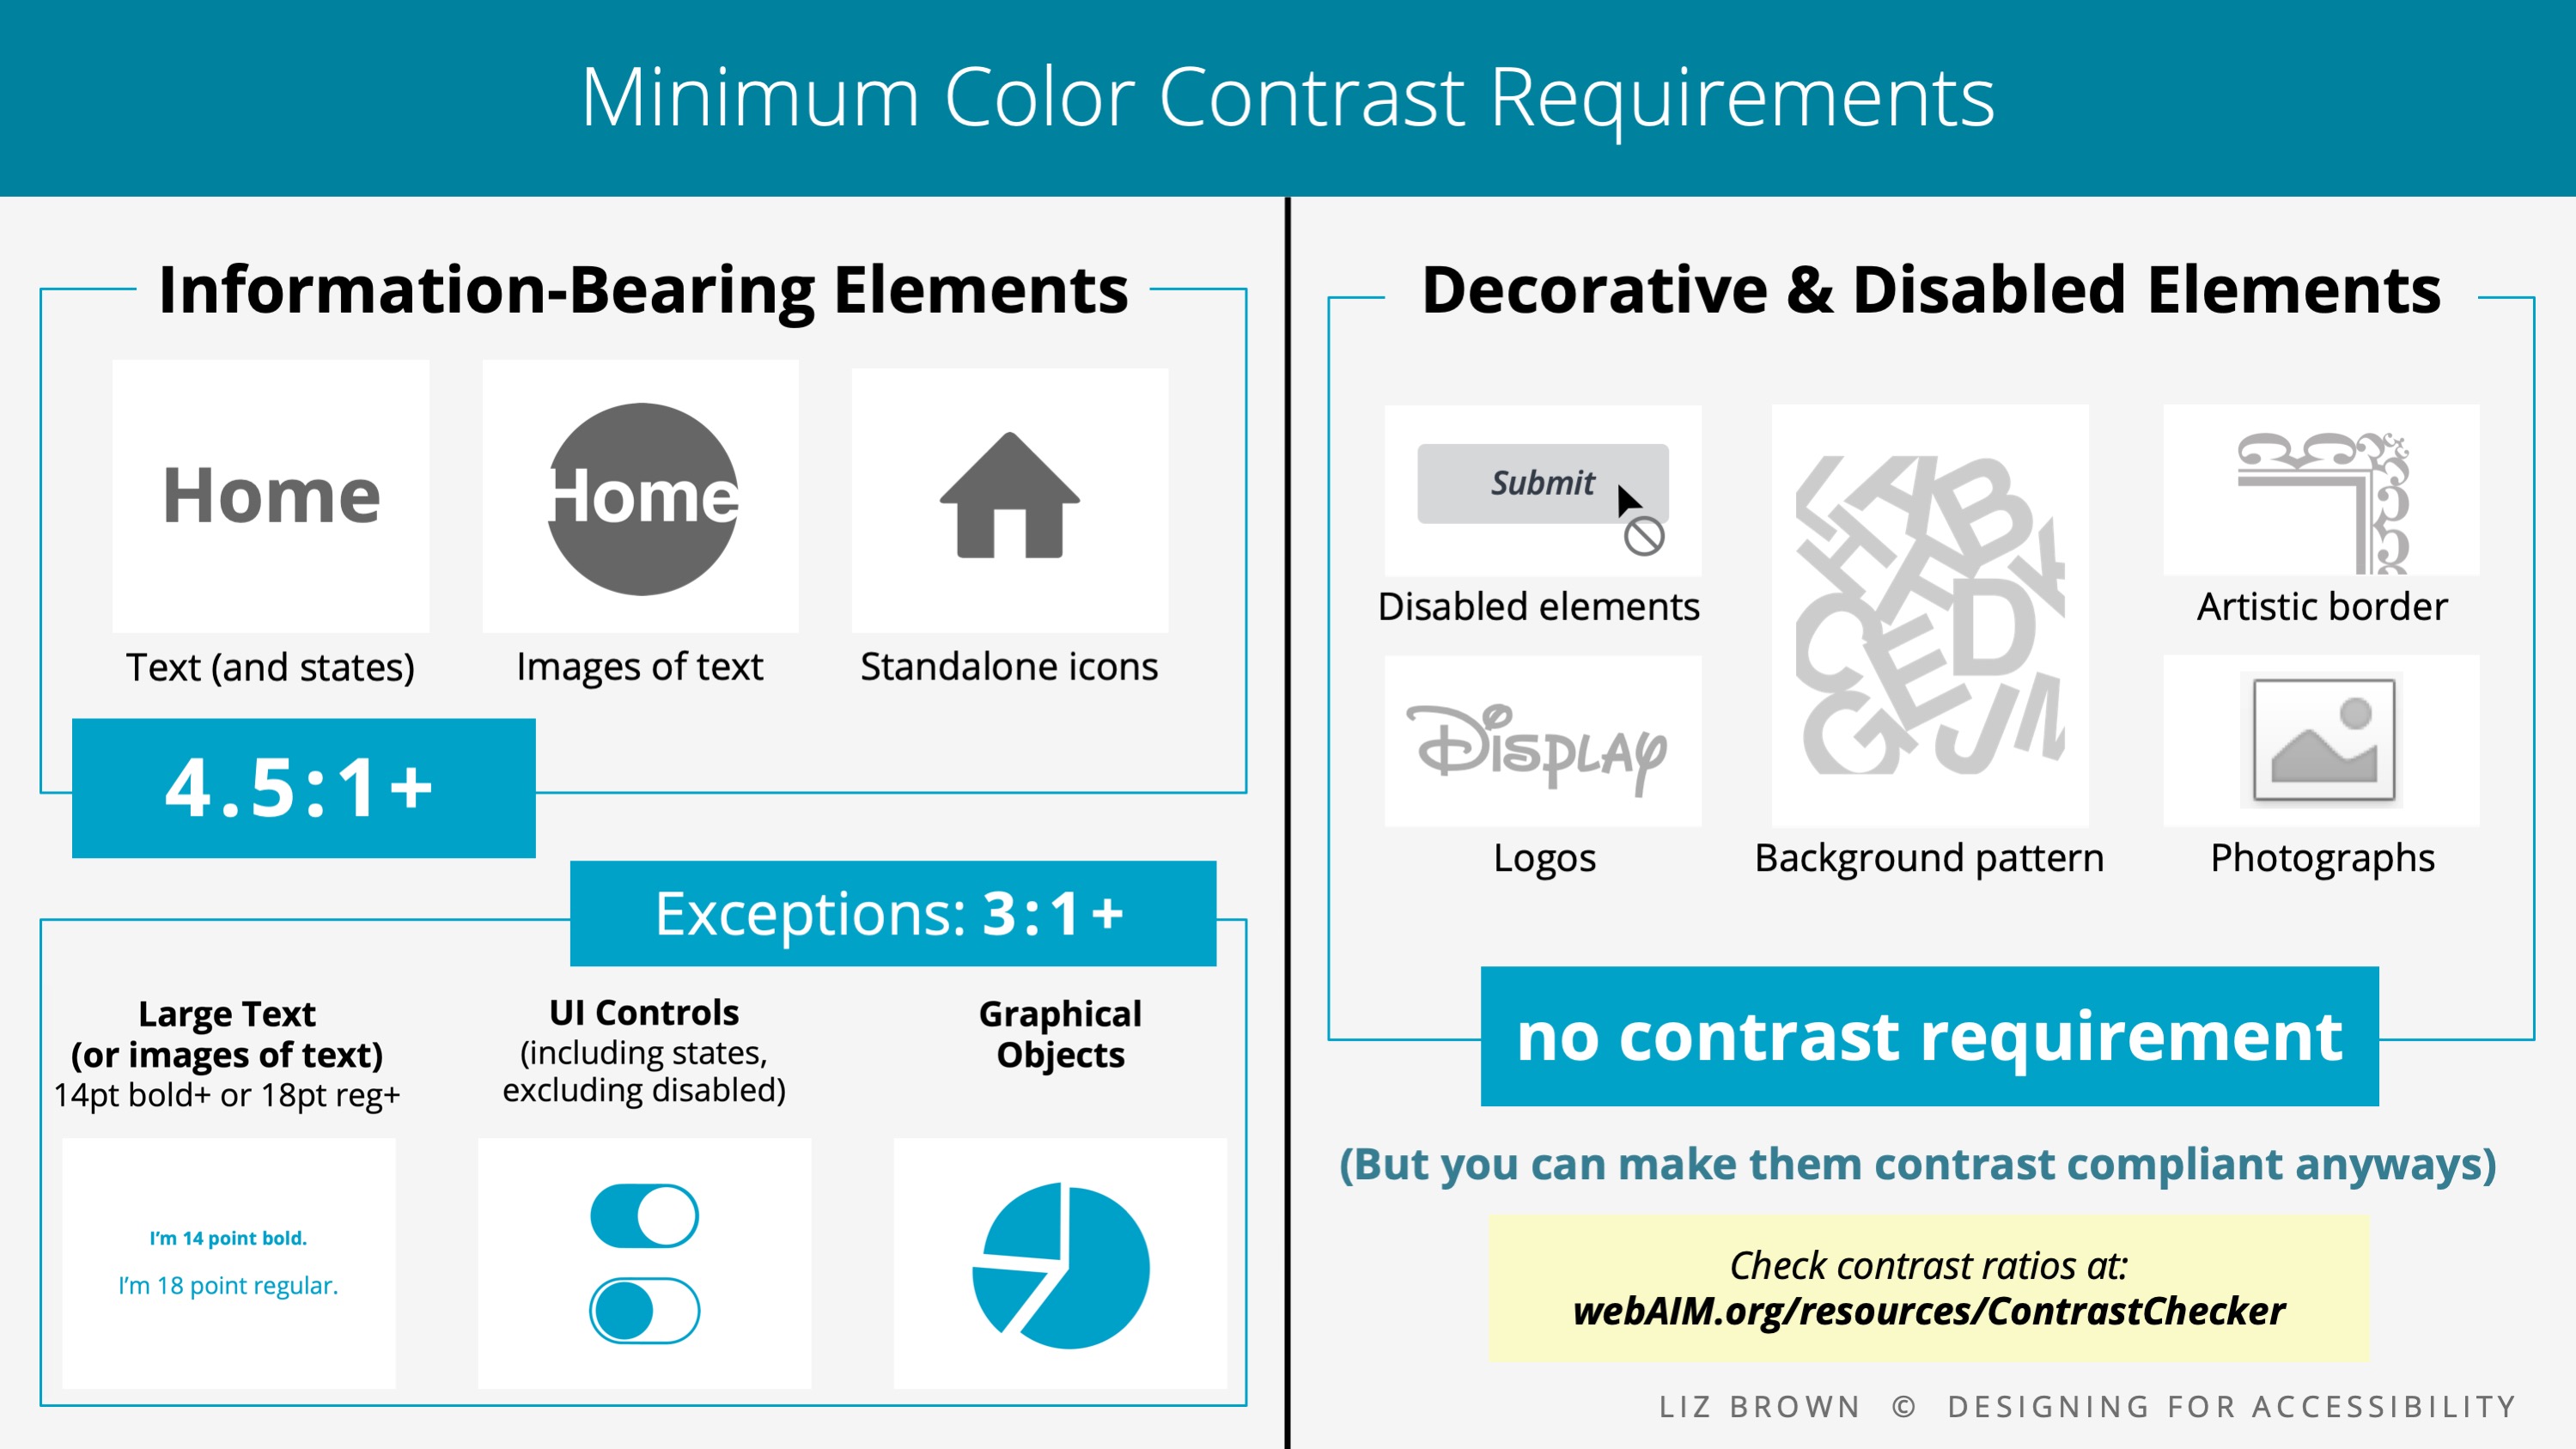 Minimum Color Contrast Requirements
Information-Bearing Elements
Home
Home
Text (and states)
Images of text
Standalone icons
4.5:1+
Exceptions: 3:1+
Large Text
(or images of text)
14pt bold+ or 18pt reg+
I'm 14 point bold.
I'm 18 point regular.
UI Controls
(including states,
excluding disabled)
Graphical
Objects
Decorative & Disabled Elements
Submit
Disabled elements
Display
Logos
H X B
H X K
C D
E
G J N
Background pattern
Artistic border
Photographs
no contrast requirement
(But you can make them contrast compliant anyways)
Check contrast ratios at:
webAIM.org/resources/ContrastChecker
LIZ BROWN © DESIGNING FOR ACCESSIBILITY